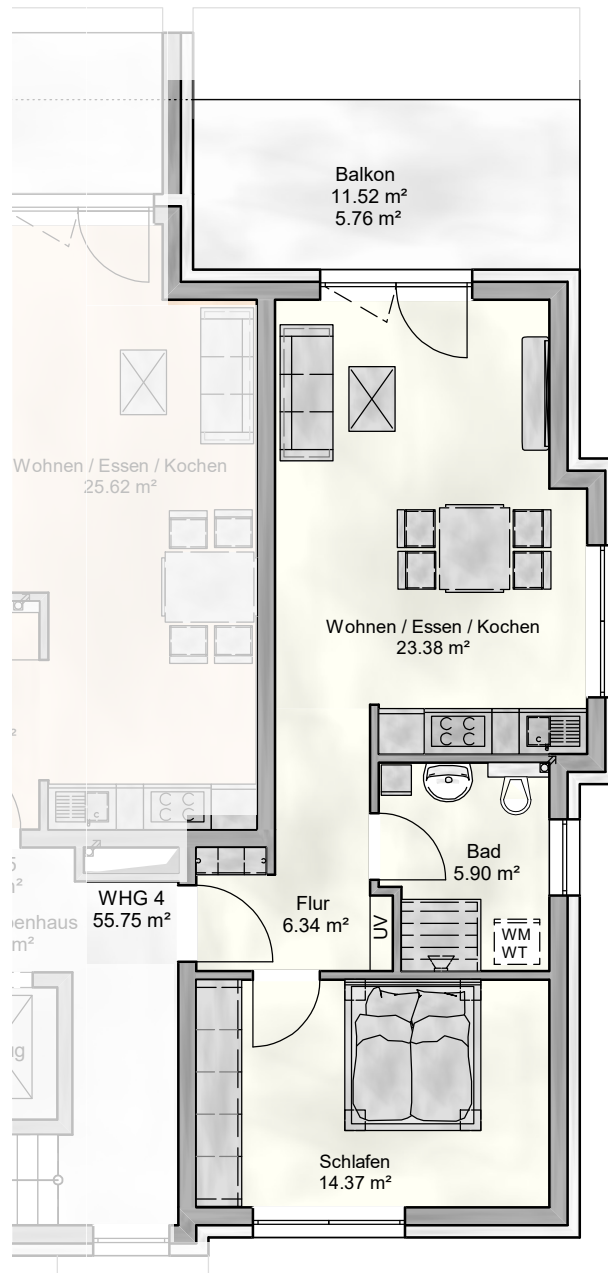 Balkon
11.52 m²
5.76 m²
Wohnen / Essen / Kochen
25.62 m²
Wohnen / Essen / Kochen
23.38 m²
Bad
5.90 m²
WHG 4
55.75 m²
Flur
6.34 m²
UV
WM
WT
Schlafen
14.37 m²